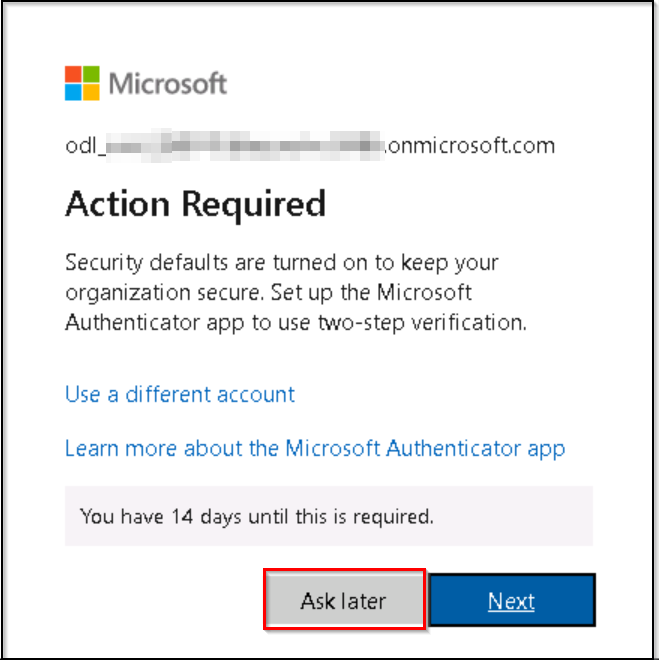 Microsoft
odl_ .onmicrosoft.com
Action Required
Security defaults are turned on to keep your
organization secure. Set up the Microsoft
Authenticator app to use two-step verification.
Use a different account
Learn more about the Microsoft Authenticator app
You have 14 days until this is required.
Ask later
Next